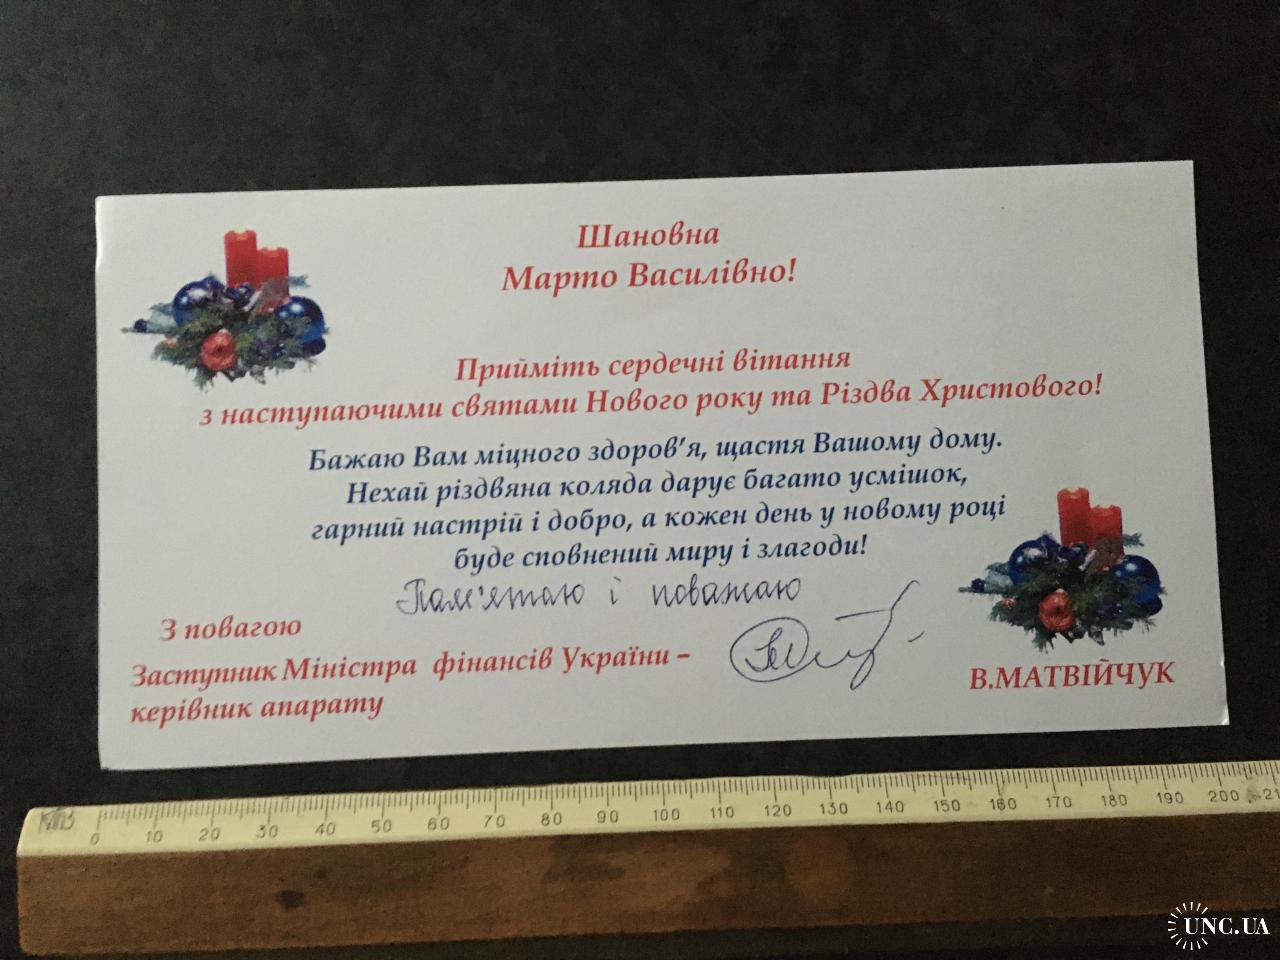 Шановна
Марто Василівно!
Прийміть сердечні вітання
з наступаючими святами Нового року та Різдва Христового!
Бажаю Вам міцного здоров'я, щастя Вашому дому.
Нехай різдвяна коляда дарує багато усмішок,
гарний настрій і добро, а кожен день у новому році
буде сповнений миру і злагоди!
Пам'ятаю і поважаю
З повагою
Заступник Міністра фінансів України –
керівник апарату
В.МАТВІЙЧУК
0 10 20 30 40 50 60 70 80 90 100 110 120 130 140 150 160 170 180 190 200
UNC.UA